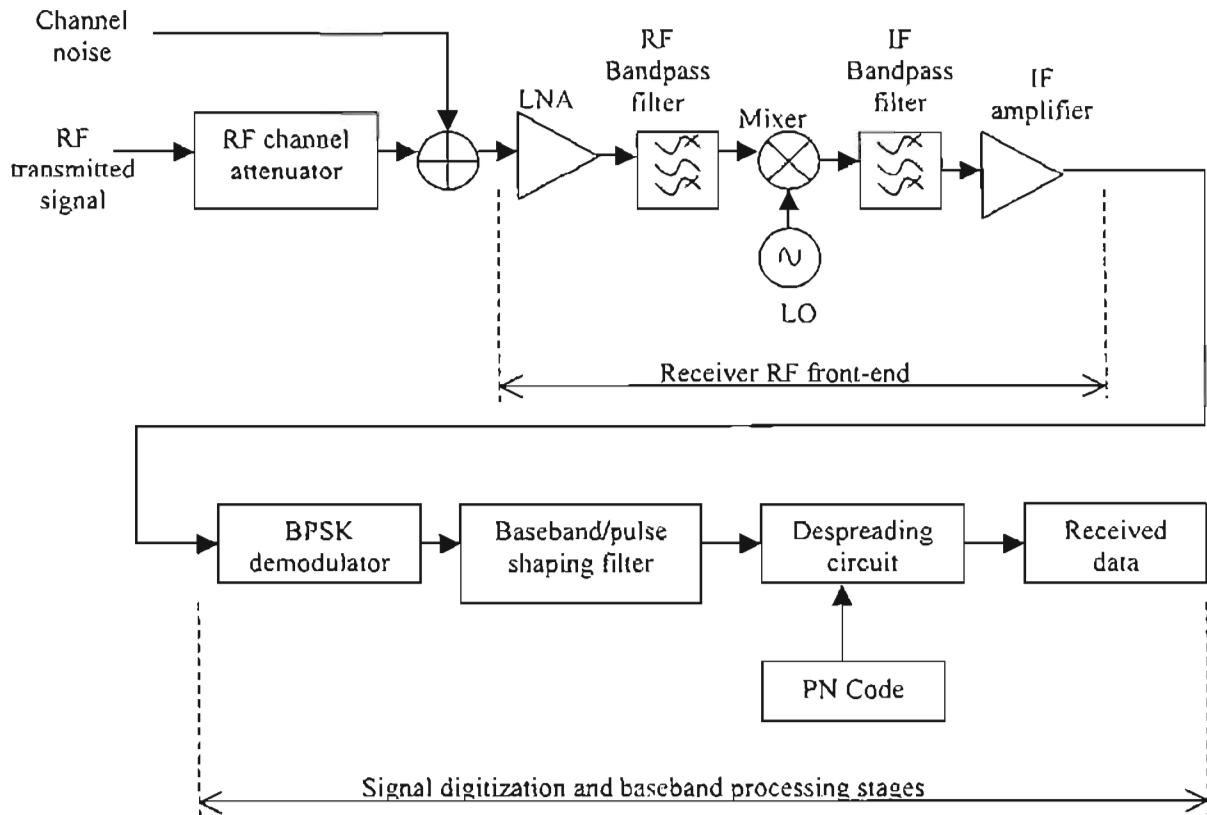 Channel
noise
RF
transmitted
signal
RF channel
attenuator
LNA
RF
Bandpass
filter
Mixer
LO
IF
Bandpass
filter
IF
amplifier
Receiver RF front-end
BPSK
demodulator
Baseband/pulse
shaping filter
Despreading
circuit
Received
data
PN Code
Signal digitization and baseband processing stages